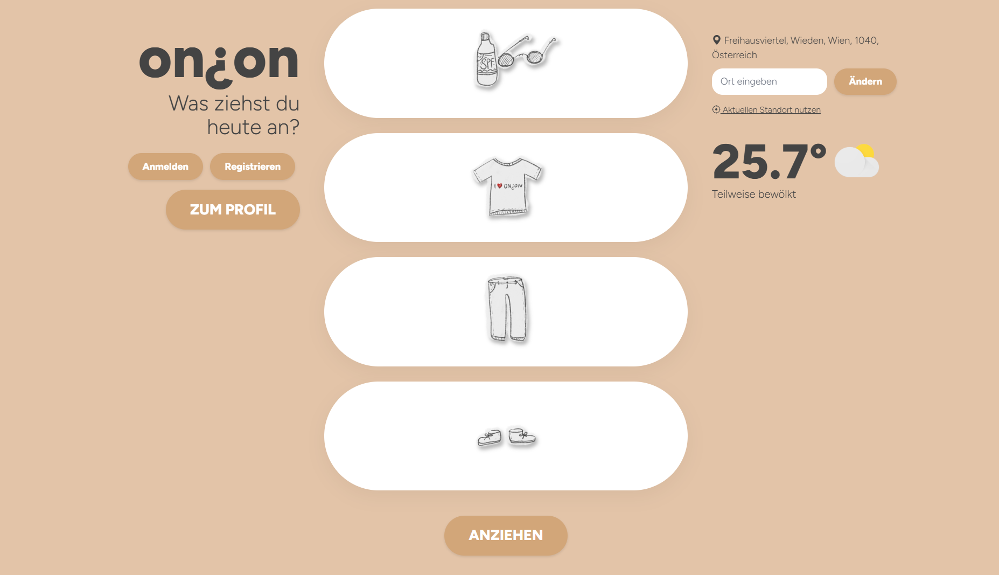 on¿on
Was ziehst du
heute an?
Anmelden
Registrieren
ZUM PROFIL
SPF
I ❤ ON¿ON
ANZIEHEN
Freihausviertel, Wieden, Wien, 1040,
Österreich
Ort eingeben
Ändern
Aktuellen Standort nutzen
25.7°
Teilweise bewölkt